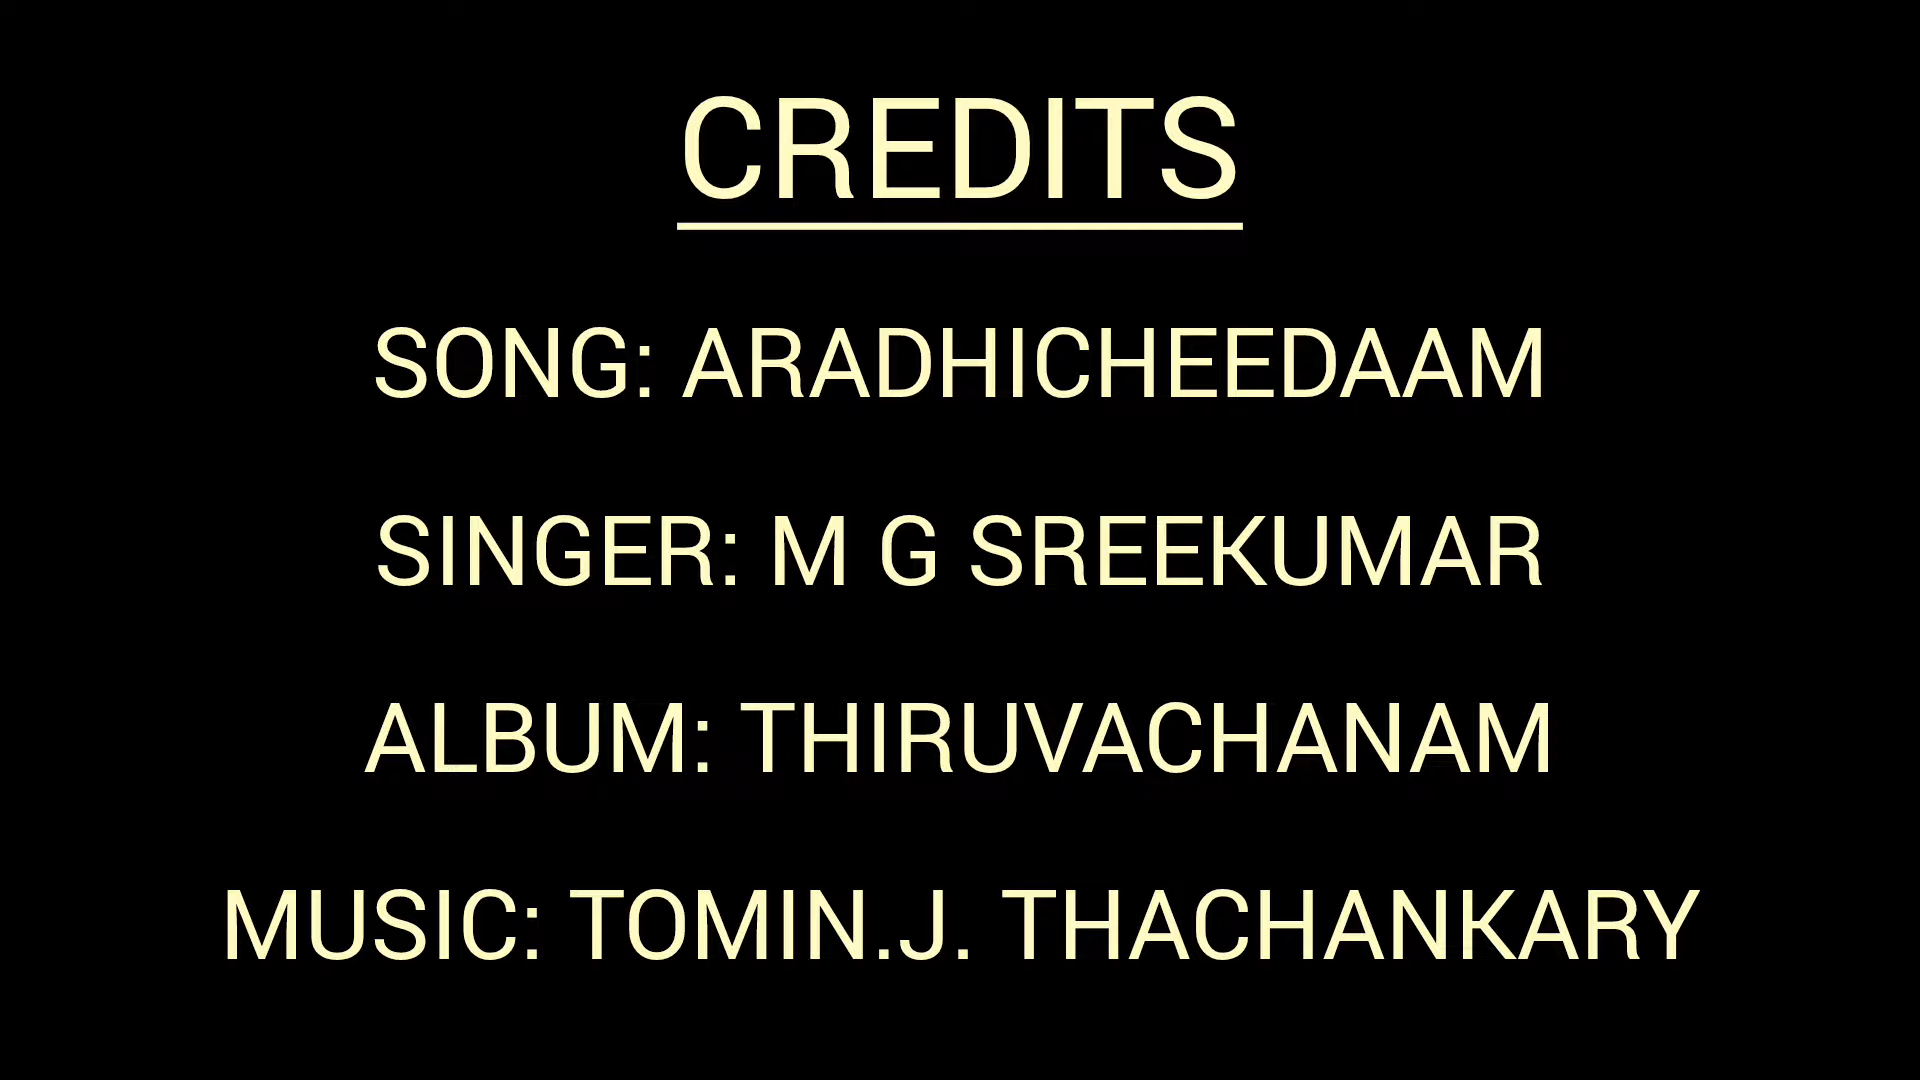 CREDITS
SONG: ARADHICHEEDAAM
SINGER: M G SREEKUMAR
ALBUM: THIRUVACHANAM
MUSIC: TOMIN.J. THACHANKARY